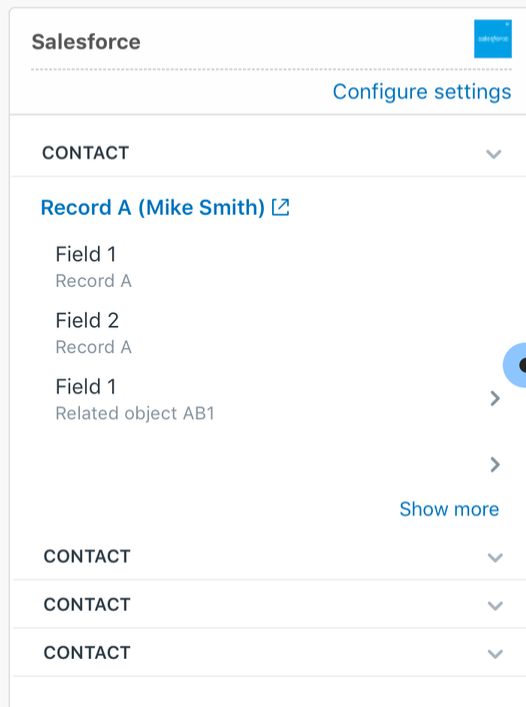 Salesforce
salesforce
Configure settings
CONTACT
Record A (Mike Smith)
Field 1
Record A
Field 2
Record A
Field 1
Related object AB1
Show more
CONTACT
CONTACT
CONTACT